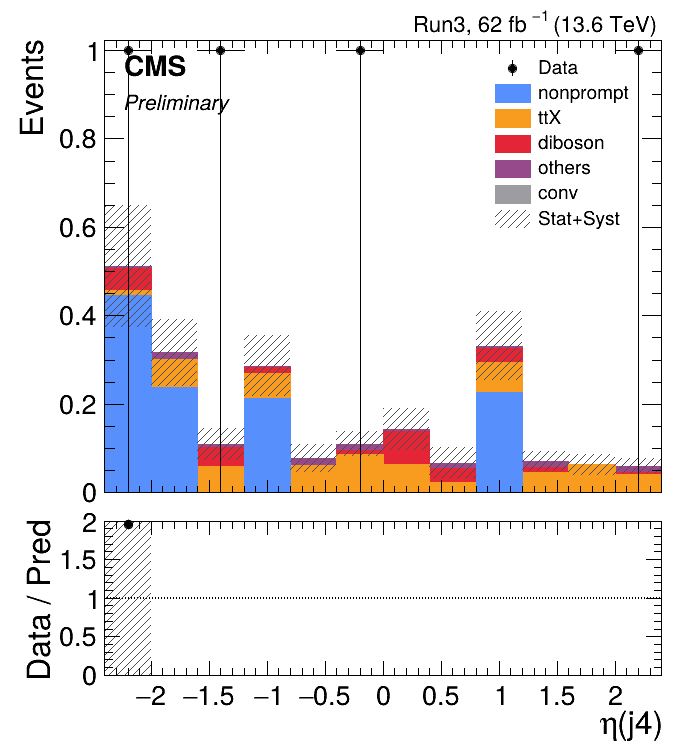 Run3, 62 fb⁻¹ (13.6 TeV)
Events
CMS
Preliminary
Data
nonprompt
ttX
diboson
others
conv
Stat+Syst
1
0.8
0.6
0.4
0.2
0
Data / Pred
2
1.5
1
0.5
0
−2 −1.5 −1 −0.5 0 0.5 1 1.5 2
η(j4)